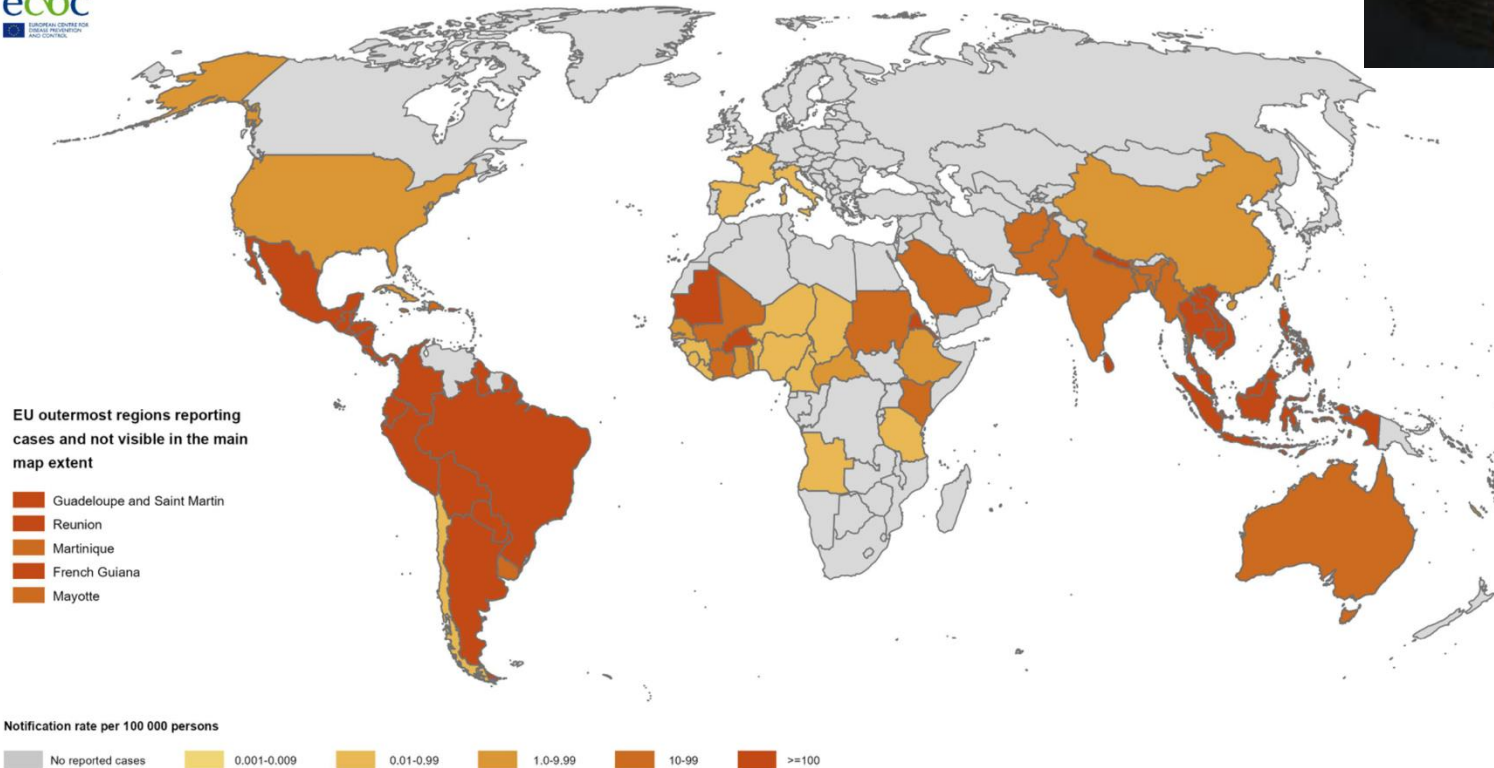 ecdc
EUROPEAN CENTRE FOR
DISEASE PREVENTION
AND CONTROL
EU outermost regions reporting
cases and not visible in the main
map extent
Guadeloupe and Saint Martin
Reunion
Martinique
French Guiana
Mayotte
Notification rate per 100 000 persons
No reported cases
0.001-0.009
0.01-0.99
1.0-9.99
10-99
>=100